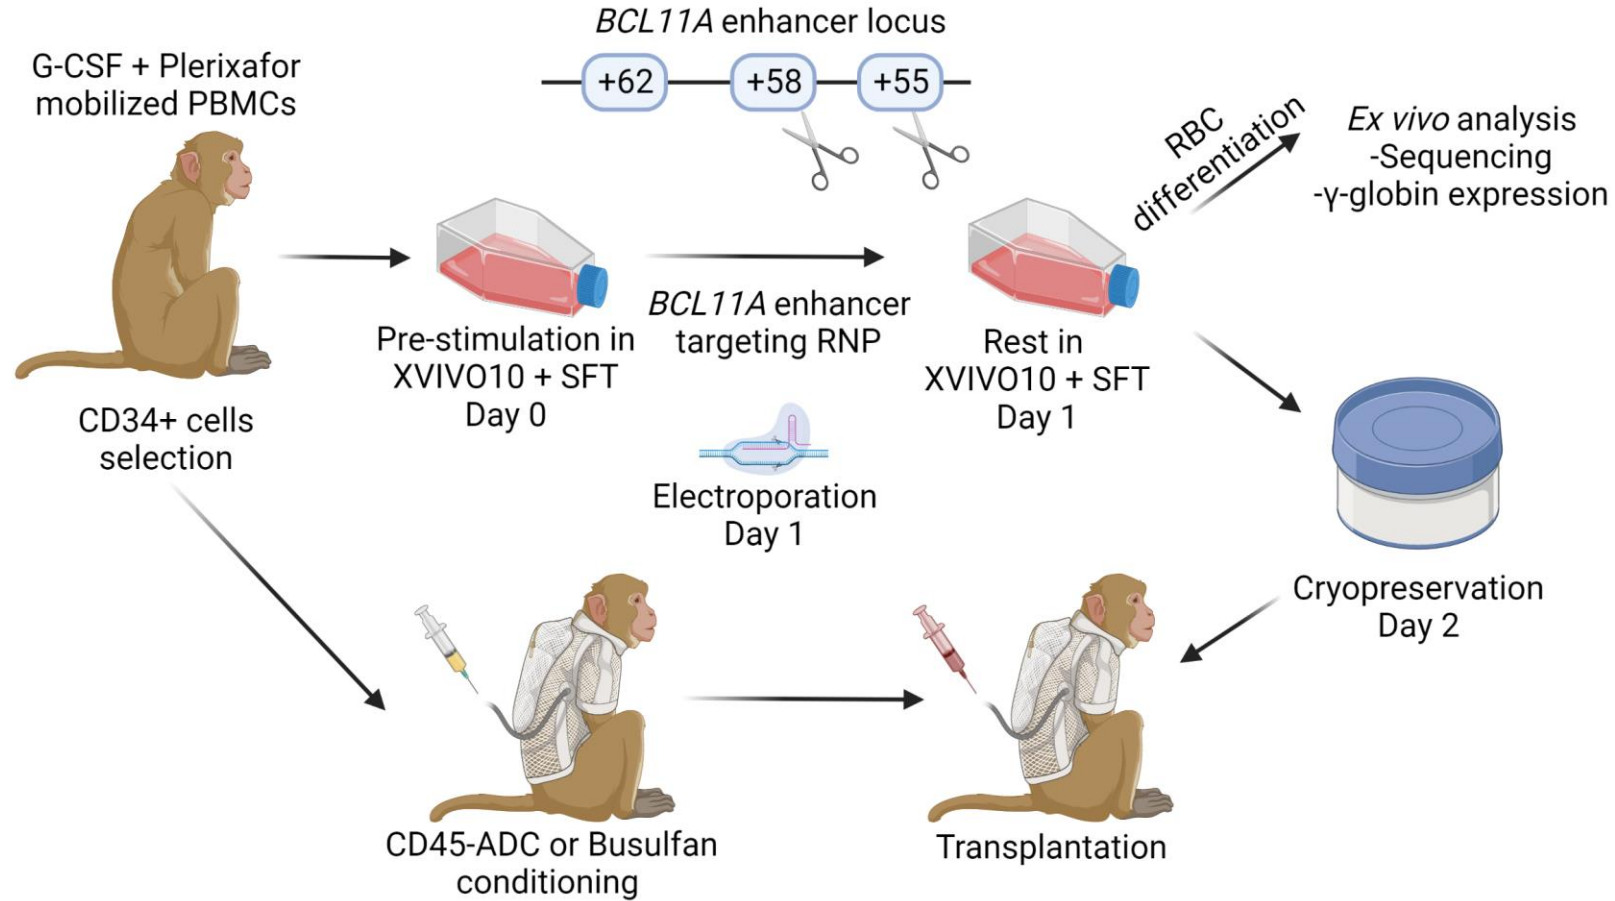 BCL11A enhancer locus
+62
+58
+55
G-CSF + Plerixafor
mobilized PBMCs
RBC
differentiation
Ex vivo analysis
-Sequencing
-γ-globin expression
BCL11A enhancer
targeting RNP
Pre-stimulation in
XVIVO10 + SFT
Day 0
Rest in
XVIVO10 + SFT
Day 1
CD34+ cells
selection
Electroporation
Day 1
Cryopreservation
Day 2
CD45-ADC or Busulfan
conditioning
Transplantation